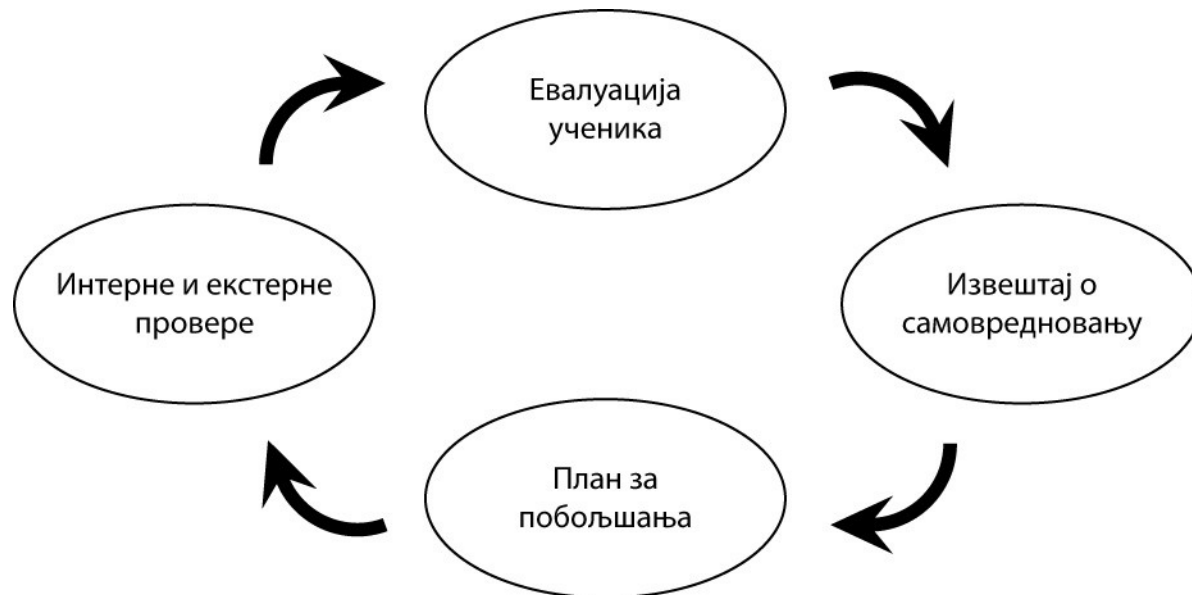 Евалуација
ученика
Интерне и екстерне
провере
Извештај о
самовредновању
План за
побољшања